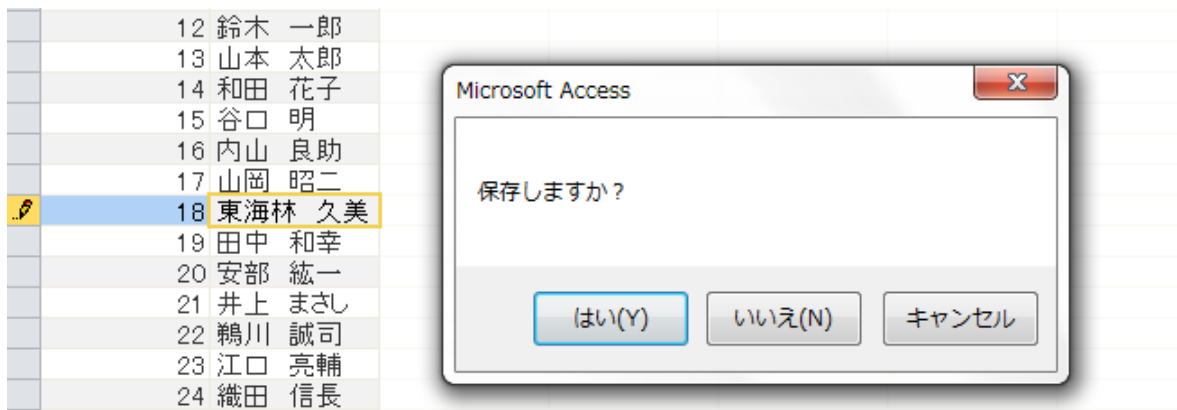 12 鈴木 一郎
13 山本 太郎
14 和田 花子
15 谷口 明
16 内山 良助
17 山岡 昭二
18 東海林 久美
19 田中 和幸
20 安部 紘一
21 井上 まさし
22 鵜川 誠司
23 江口 亮輔
24 織田 信長
Microsoft Access
保存しますか？
はい(Y)
いいえ(N)
キャンセル